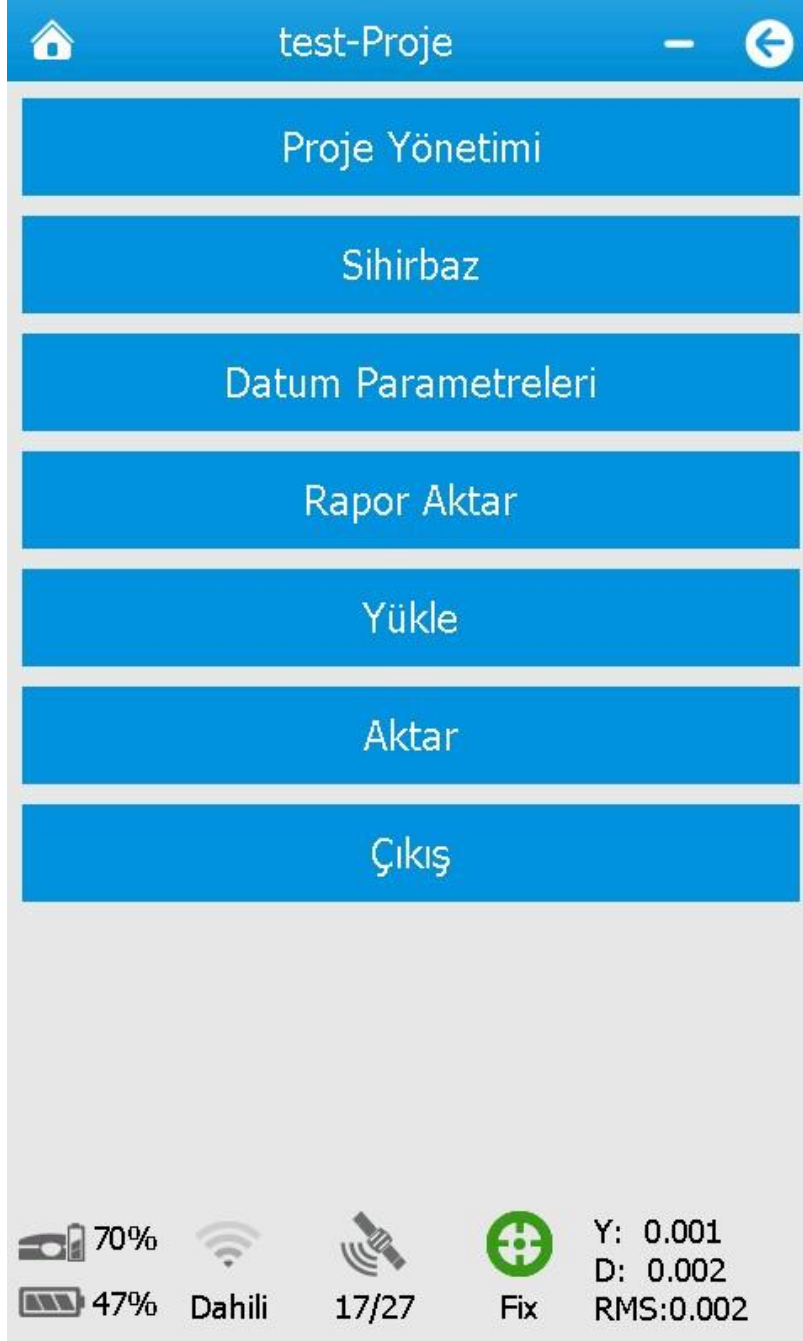 test-Proje
Proje Yönetimi
Sihirbaz
Datum Parametreleri
Rapor Aktar
Yükle
Aktar
Çıkış
70%
47%
Dahili
17/27
Fix
Y: 0.001
D: 0.002
RMS:0.002